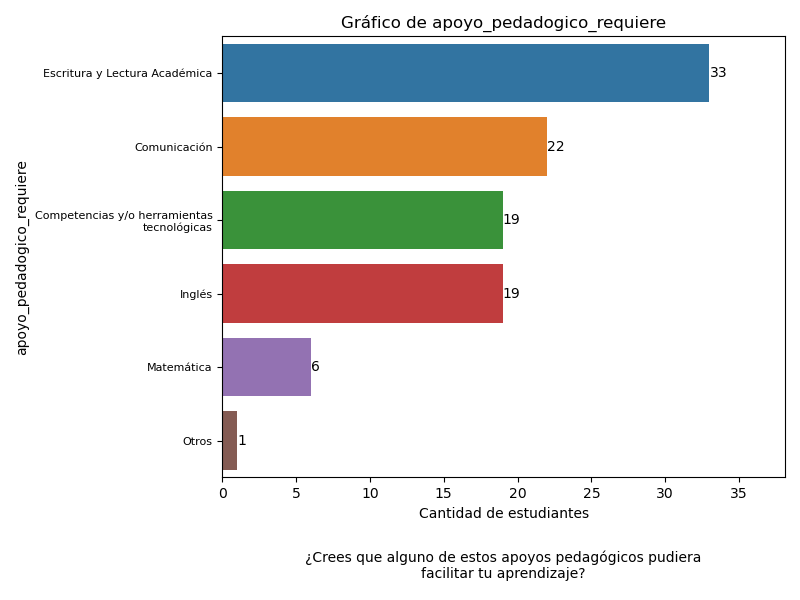 Gráfico de apoyo_pedadogico_requiere
apoyo_pedadogico_requiere
Escritura y Lectura Académica
33
Comunicación
22
Competencias y/o herramientas
tecnológicas
19
Inglés
19
Matemática
6
Otros
1
0 5 10 15 20 25 30 35
Cantidad de estudiantes
¿Crees que alguno de estos apoyos pedagógicos pudiera
facilitar tu aprendizaje?